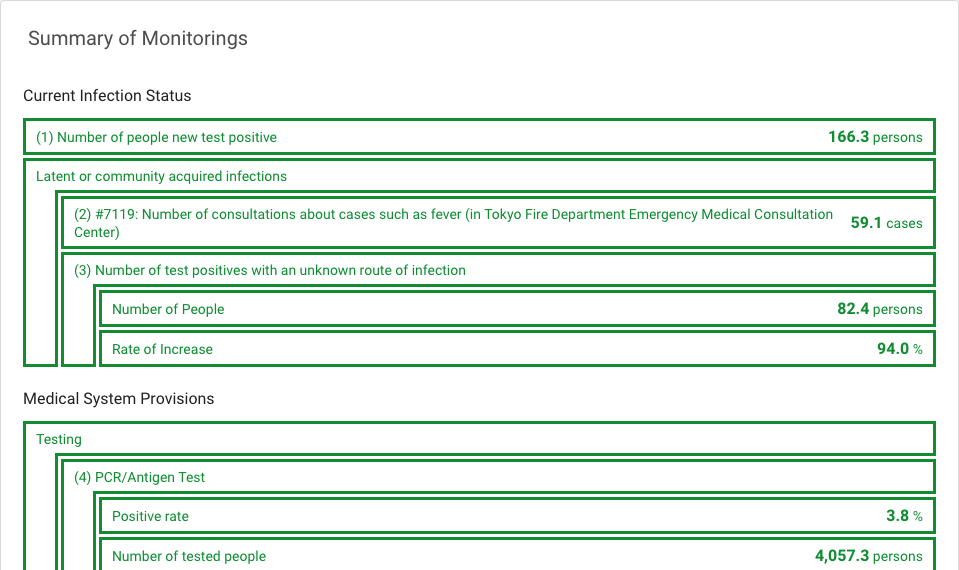 Summary of Monitorings
Current Infection Status
(1) Number of people new test positive 166.3 persons
Latent or community acquired infections
(2) #7119: Number of consultations about cases such as fever (in Tokyo Fire Department Emergency Medical Consultation
Center) 59.1 cases
(3) Number of test positives with an unknown route of infection
Number of People 82.4 persons
Rate of Increase 94.0 %
Medical System Provisions
Testing
(4) PCR/Antigen Test
Positive rate 3.8 %
Number of tested people 4,057.3 persons